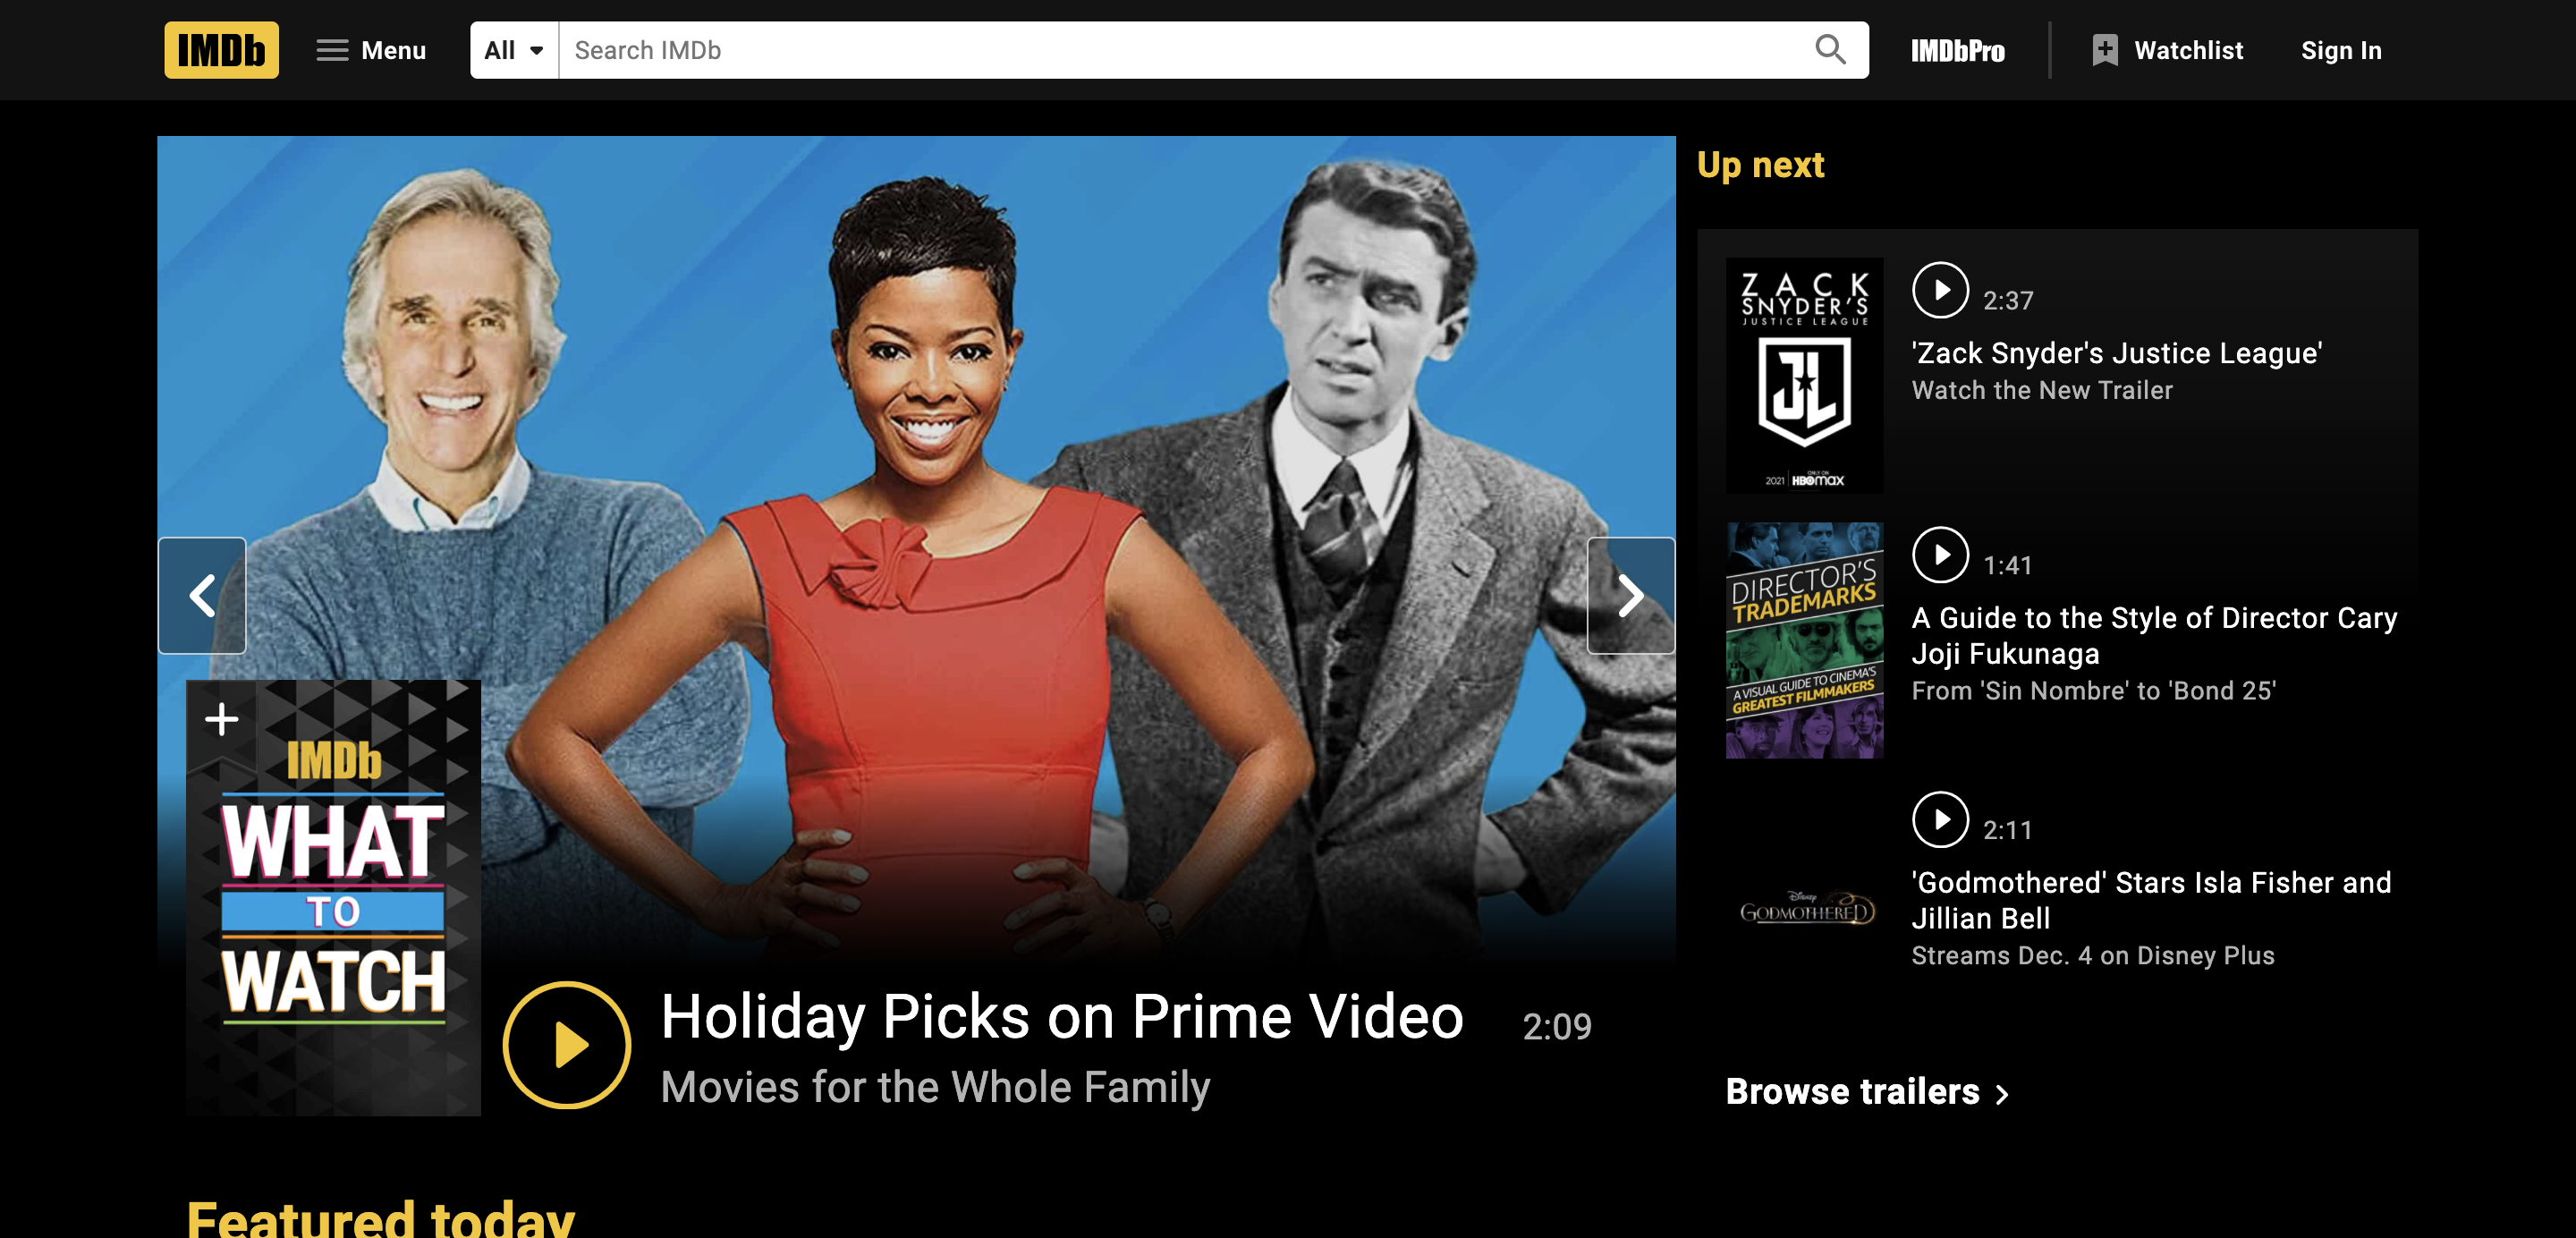 IMDb
Menu
All
Search IMDb
IMDbPro
Watchlist
Sign In
Up next
ZACK
SNYDER'S
JUSTICE LEAGUE
JL
2021
ONLY ON
HBOmax
2:37
'Zack Snyder's Justice League'
Watch the New Trailer
DIRECTOR'S
TRADEMARKS
A VISUAL GUIDE TO CINEMA'S
GREATEST FILMMAKERS
1:41
A Guide to the Style of Director Cary
Joji Fukunaga
From 'Sin Nombre' to 'Bond 25'
Disney
GODMOTHERED
2:11
'Godmothered' Stars Isla Fisher and
Jillian Bell
Streams Dec. 4 on Disney Plus
Browse trailers
IMDb
WHAT
TO
WATCH
Holiday Picks on Prime Video
2:09
Movies for the Whole Family
Featured today